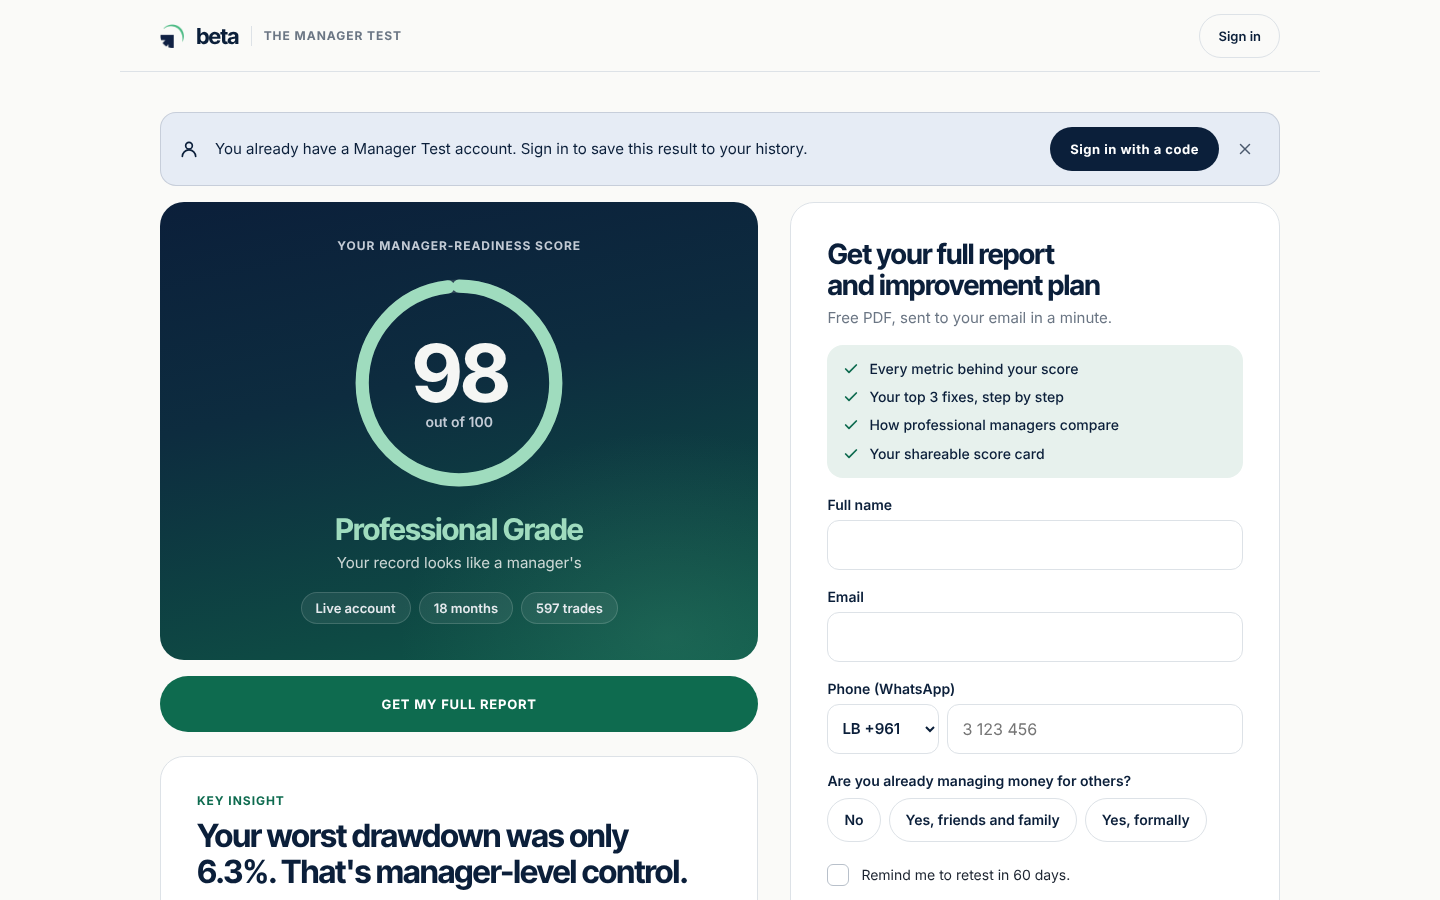 beta
THE MANAGER TEST
Sign in
You already have a Manager Test account. Sign in to save this result to your history.
Sign in with a code
YOUR MANAGER-READINESS SCORE
98
out of 100
Professional Grade
Your record looks like a manager's
Live account
18 months
597 trades
GET MY FULL REPORT
KEY INSIGHT
Your worst drawdown was only
6.3%. That's manager-level control.
Get your full report
and improvement plan
Free PDF, sent to your email in a minute.
Every metric behind your score
Your top 3 fixes, step by step
How professional managers compare
Your shareable score card
Full name
Email
Phone (WhatsApp)
LB +961
3 123 456
Are you already managing money for others?
No
Yes, friends and family
Yes, formally
Remind me to retest in 60 days.